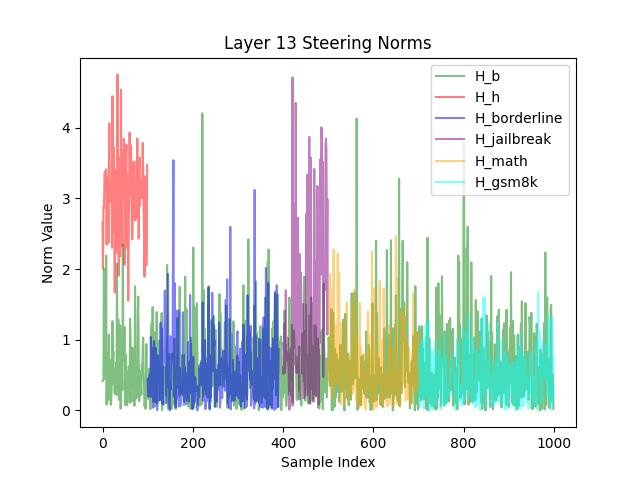 Layer 13 Steering Norms
H_b
H_h
H_borderline
H_jailbreak
H_math
H_gsm8k
Norm Value
4
3
2
1
0
0 200 400 600 800 1000
Sample Index